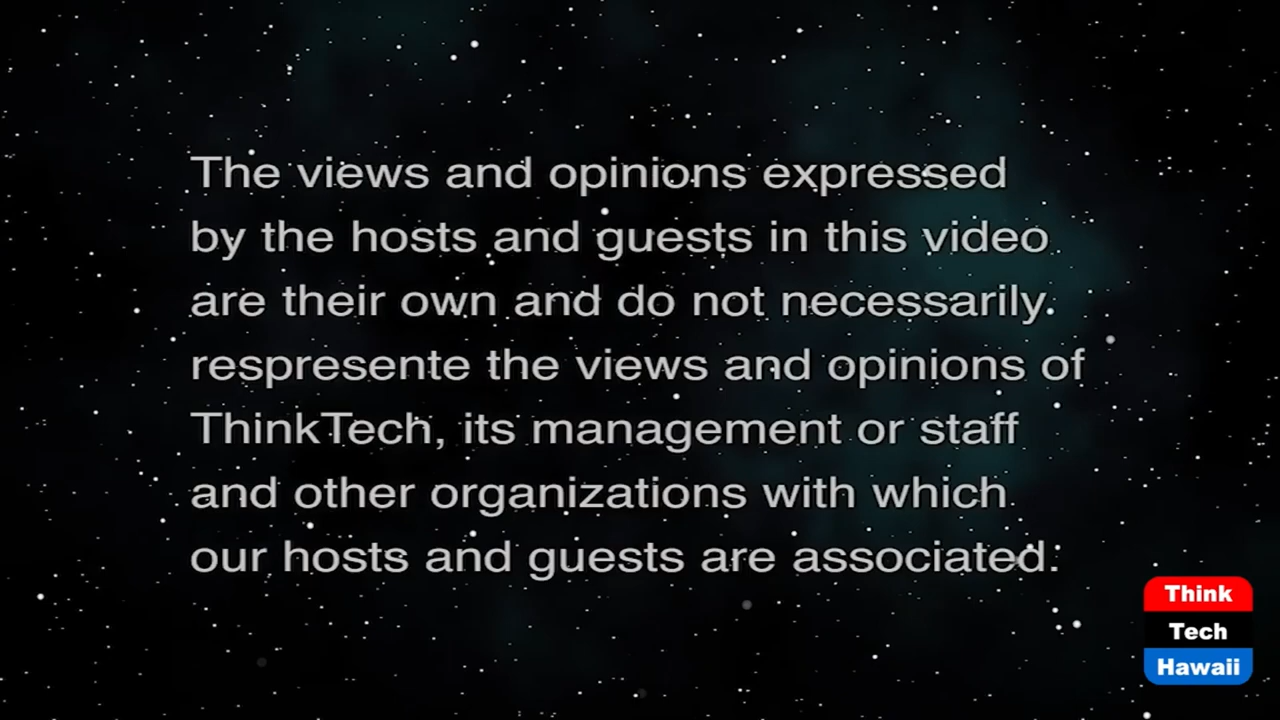 The views and opinions expressed
by the hosts and guests in this video
are their own and do not necessarily
respresente the views and opinions of
ThinkTech, its management or staff
and other organizations with which
our hosts and guests are associated.
Think
Tech
Hawaii